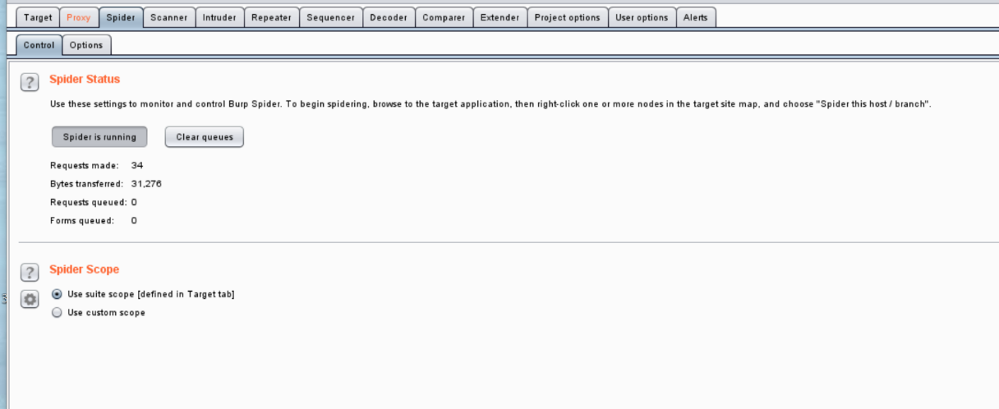 Target Proxy Spider Scanner Intruder Repeater Sequencer Decoder Comparer Extender Project options User options Alerts
Control Options
? Spider Status
Use these settings to monitor and control Burp Spider. To begin spidering, browse to the target application, then right-click one or more nodes in the target site map, and choose "Spider this host / branch".
Spider is running Clear queues
Requests made: 34
Bytes transferred: 31,276
Requests queued: 0
Forms queued: 0
? Spider Scope
Use suite scope [defined in Target tab]
Use custom scope